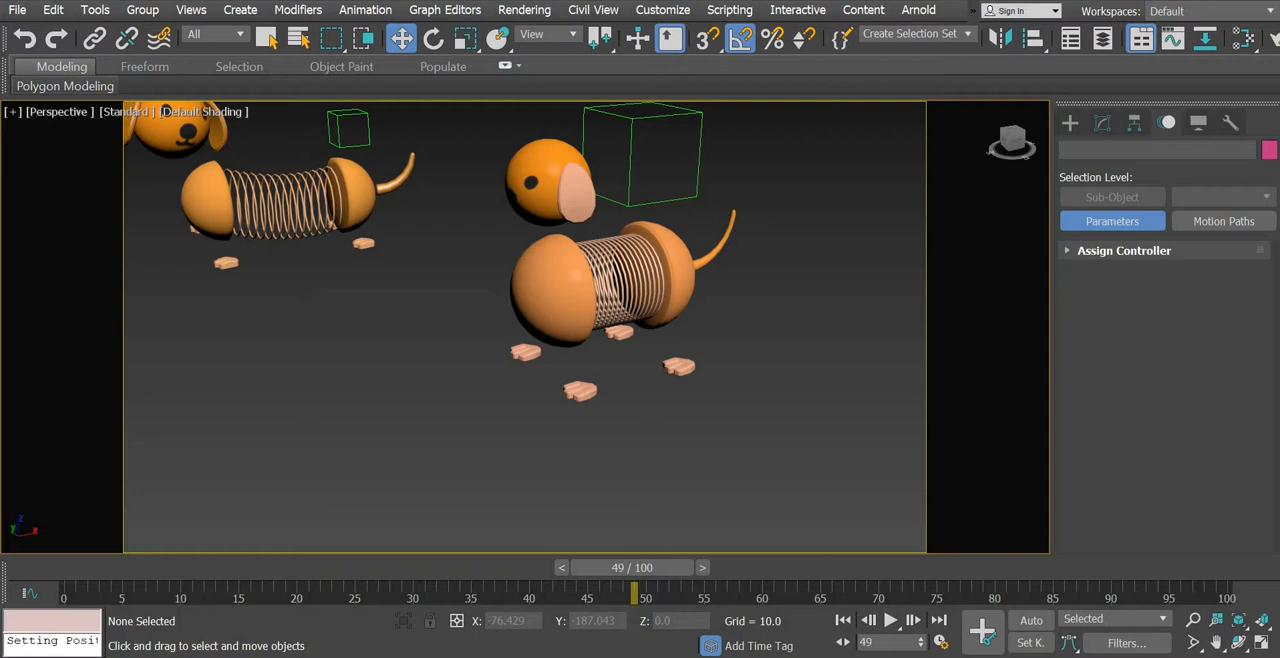 File Edit Tools Group Views Create Modifiers Animation Graph Editors Rendering Civil View Customize Scripting Interactive Content Arnold » Sign In Workspaces: Default
All View 3 Create Selection Set
Modeling Freeform Selection Object Paint Populate
Polygon Modeling
[+] [Perspective ] [Standard ] [Default Shading ]
Selection Level:
Sub-Object
Parameters Motion Paths
Assign Controller
z
y x
< 49 / 100 >
0 5 10 15 20 25 30 35 40 45 50 55 60 65 70 75 80 85 90 95 100
None Selected X: -76.429 Y: -187.043 Z: 0.0 Grid = 10.0 Auto Selected
Setting Posit Click and drag to select and move objects Add Time Tag 49 Set K. Filters...